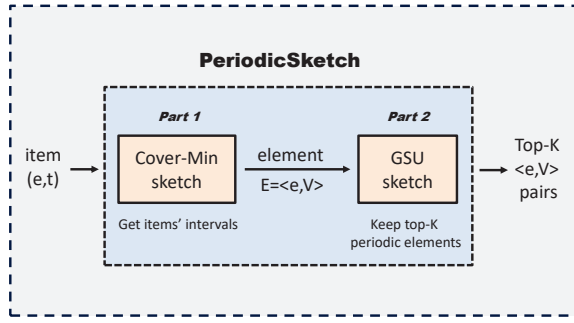 PeriodicSketch
Part 1
Part 2
item
(e,t)
Cover-Min
sketch
element
E=<e,V>
GSU
sketch
Top-K
<e,V>
pairs
Get items' intervals
Keep top-K
periodic elements